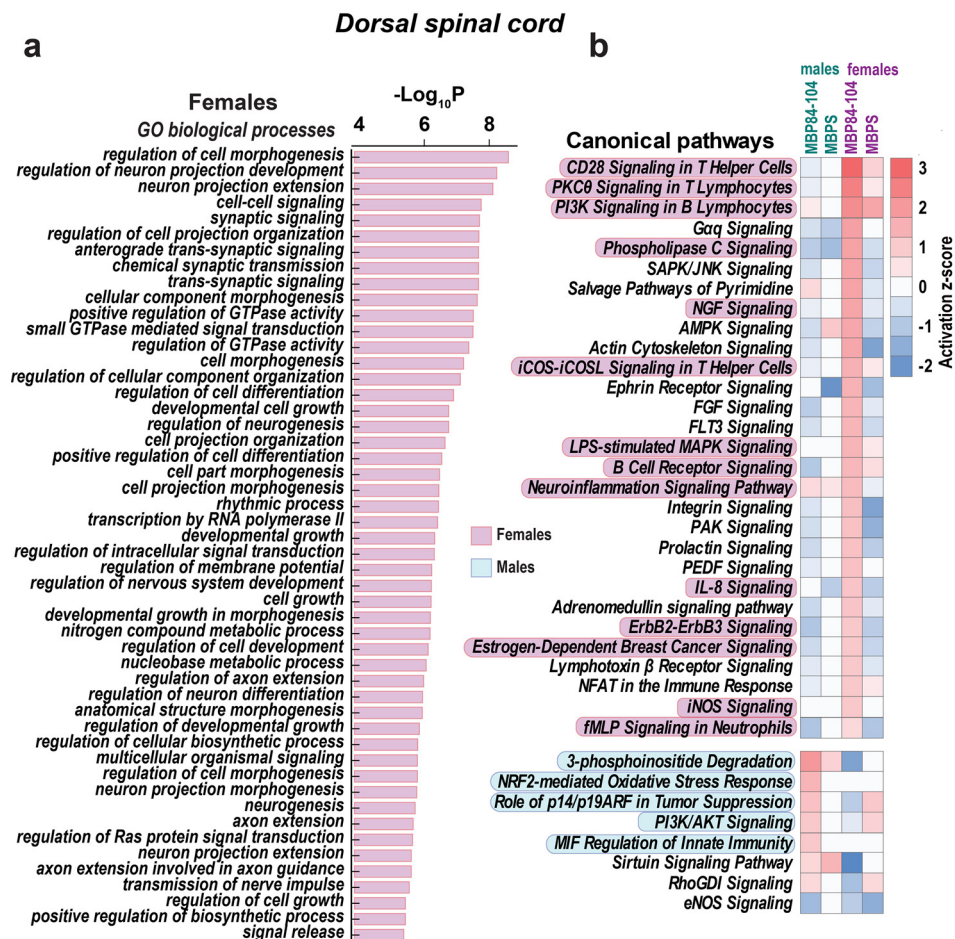 Dorsal spinal cord
a
Females
GO biological processes
-Log10P
4 6 8
regulation of cell morphogenesis
regulation of neuron projection development
neuron projection extension
cell-cell signaling
synaptic signaling
regulation of cell projection organization
anterograde trans-synaptic signaling
chemical synaptic transmission
trans-synaptic signaling
cellular component morphogenesis
positive regulation of GTPase activity
small GTPase mediated signal transduction
regulation of GTPase activity
cell morphogenesis
regulation of cellular component organization
regulation of cell differentiation
developmental cell growth
regulation of neurogenesis
cell projection organization
positive regulation of cell differentiation
cell part morphogenesis
cell projection morphogenesis
rhythmic process
transcription by RNA polymerase II
developmental growth
regulation of intracellular signal transduction
regulation of membrane potential
regulation of nervous system development
cell growth
developmental growth in morphogenesis
nitrogen compound metabolic process
regulation of cell development
nucleobase metabolic process
regulation of axon extension
regulation of neuron differentiation
anatomical structure morphogenesis
regulation of developmental growth
regulation of cellular biosynthetic process
multicellular organismal signaling
regulation of cell morphogenesis
neuron projection morphogenesis
neurogenesis
axon extension
regulation of Ras protein signal transduction
neuron projection extension
axon extension involved in axon guidance
transmission of nerve impulse
regulation of cell growth
positive regulation of biosynthetic process
signal release
Females
Males
b
males females
MBP84-104
MBPS
MBP84-104
MBPS
Canonical pathways
CD28 Signaling in T Helper Cells
PKCθ Signaling in T Lymphocytes
PI3K Signaling in B Lymphocytes
Gαq Signaling
Phospholipase C Signaling
SAPK/JNK Signaling
Salvage Pathways of Pyrimidine
NGF Signaling
AMPK Signaling
Actin Cytoskeleton Signaling
iCOS-iCOSL Signaling in T Helper Cells
Ephrin Receptor Signaling
FGF Signaling
FLT3 Signaling
LPS-stimulated MAPK Signaling
B Cell Receptor Signaling
Neuroinflammation Signaling Pathway
Integrin Signaling
PAK Signaling
Prolactin Signaling
PEDF Signaling
IL-8 Signaling
Adrenomedullin signaling pathway
ErbB2-ErbB3 Signaling
Estrogen-Dependent Breast Cancer Signaling
Lymphotoxin β Receptor Signaling
NFAT in the Immune Response
iNOS Signaling
fMLP Signaling in Neutrophils
3-phosphoinositide Degradation
NRF2-mediated Oxidative Stress Response
Role of p14/p19ARF in Tumor Suppression
PI3K/AKT Signaling
MIF Regulation of Innate Immunity
Sirtuin Signaling Pathway
RhoGDI Signaling
eNOS Signaling
3
2
1
0
-1
-2
Activation z-score